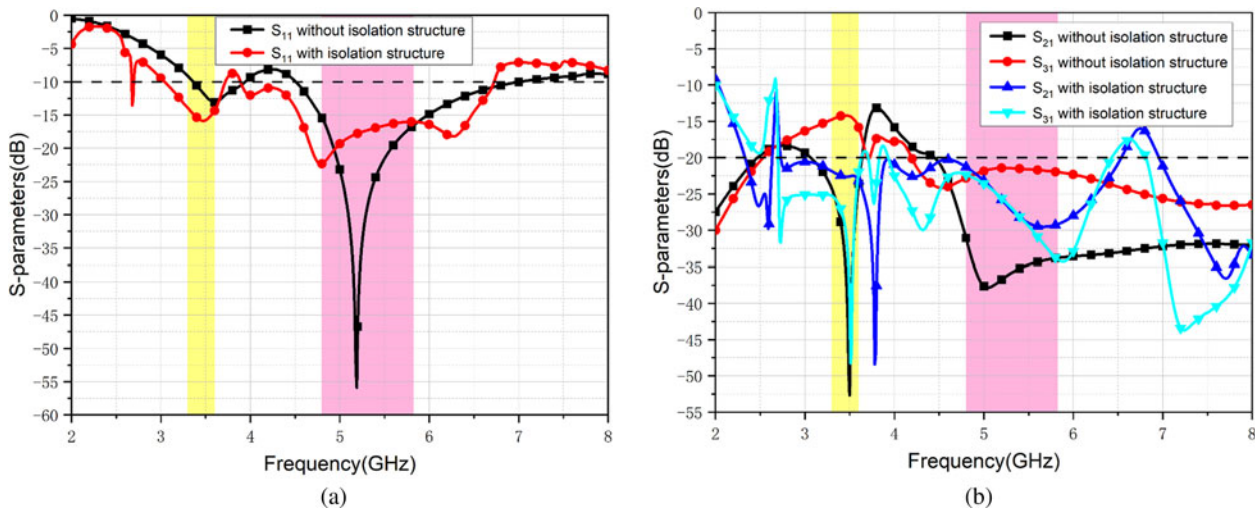 S11 without isolation structure
S11 with isolation structure
S-parameters(dB)
0
-5
-10
-15
-20
-25
-30
-35
-40
-45
-50
-55
-60
2 3 4 5 6 7 8
Frequency(GHz)
(a)
S21 without isolation structure
S31 without isolation structure
S21 with isolation structure
S31 with isolation structure
S-parameters(dB)
0
-5
-10
-15
-20
-25
-30
-35
-40
-45
-50
-55
2 3 4 5 6 7 8
Frequency(GHz)
(b)